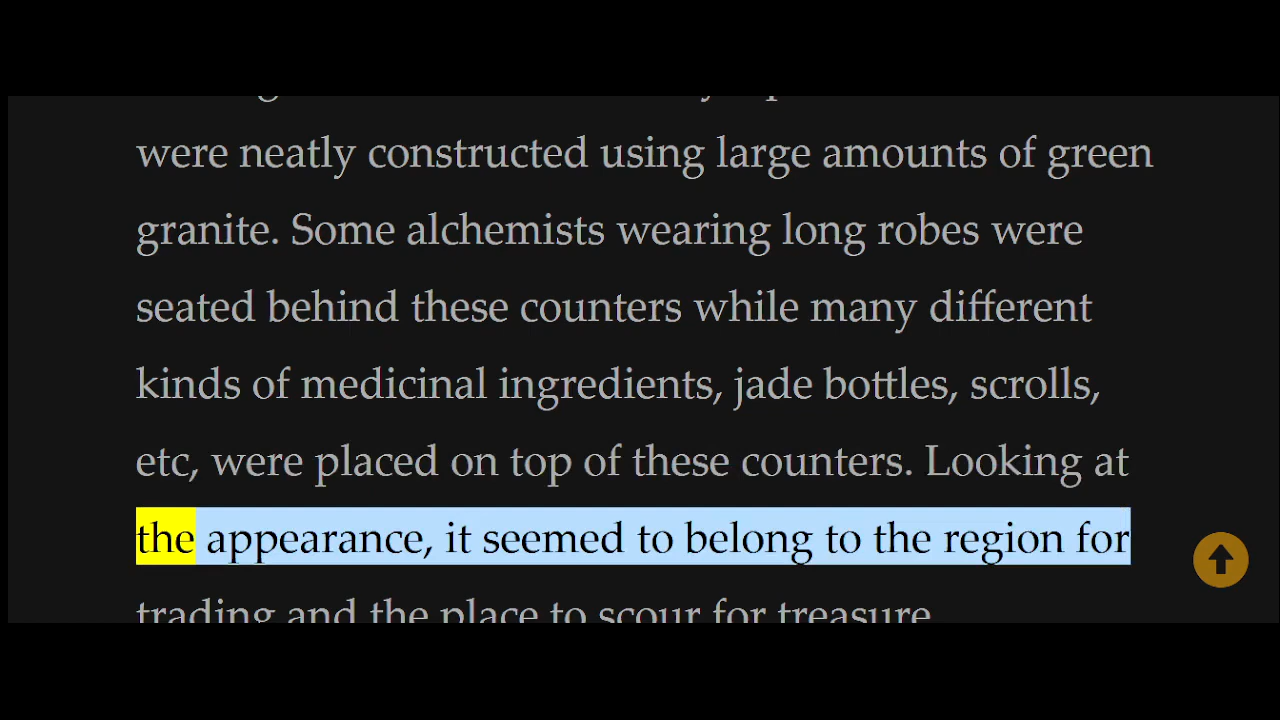 were neatly constructed using large amounts of green
granite. Some alchemists wearing long robes were
seated behind these counters while many different
kinds of medicinal ingredients, jade bottles, scrolls,
etc, were placed on top of these counters. Looking at
the appearance, it seemed to belong to the region for
trading and the place to scour for treasure